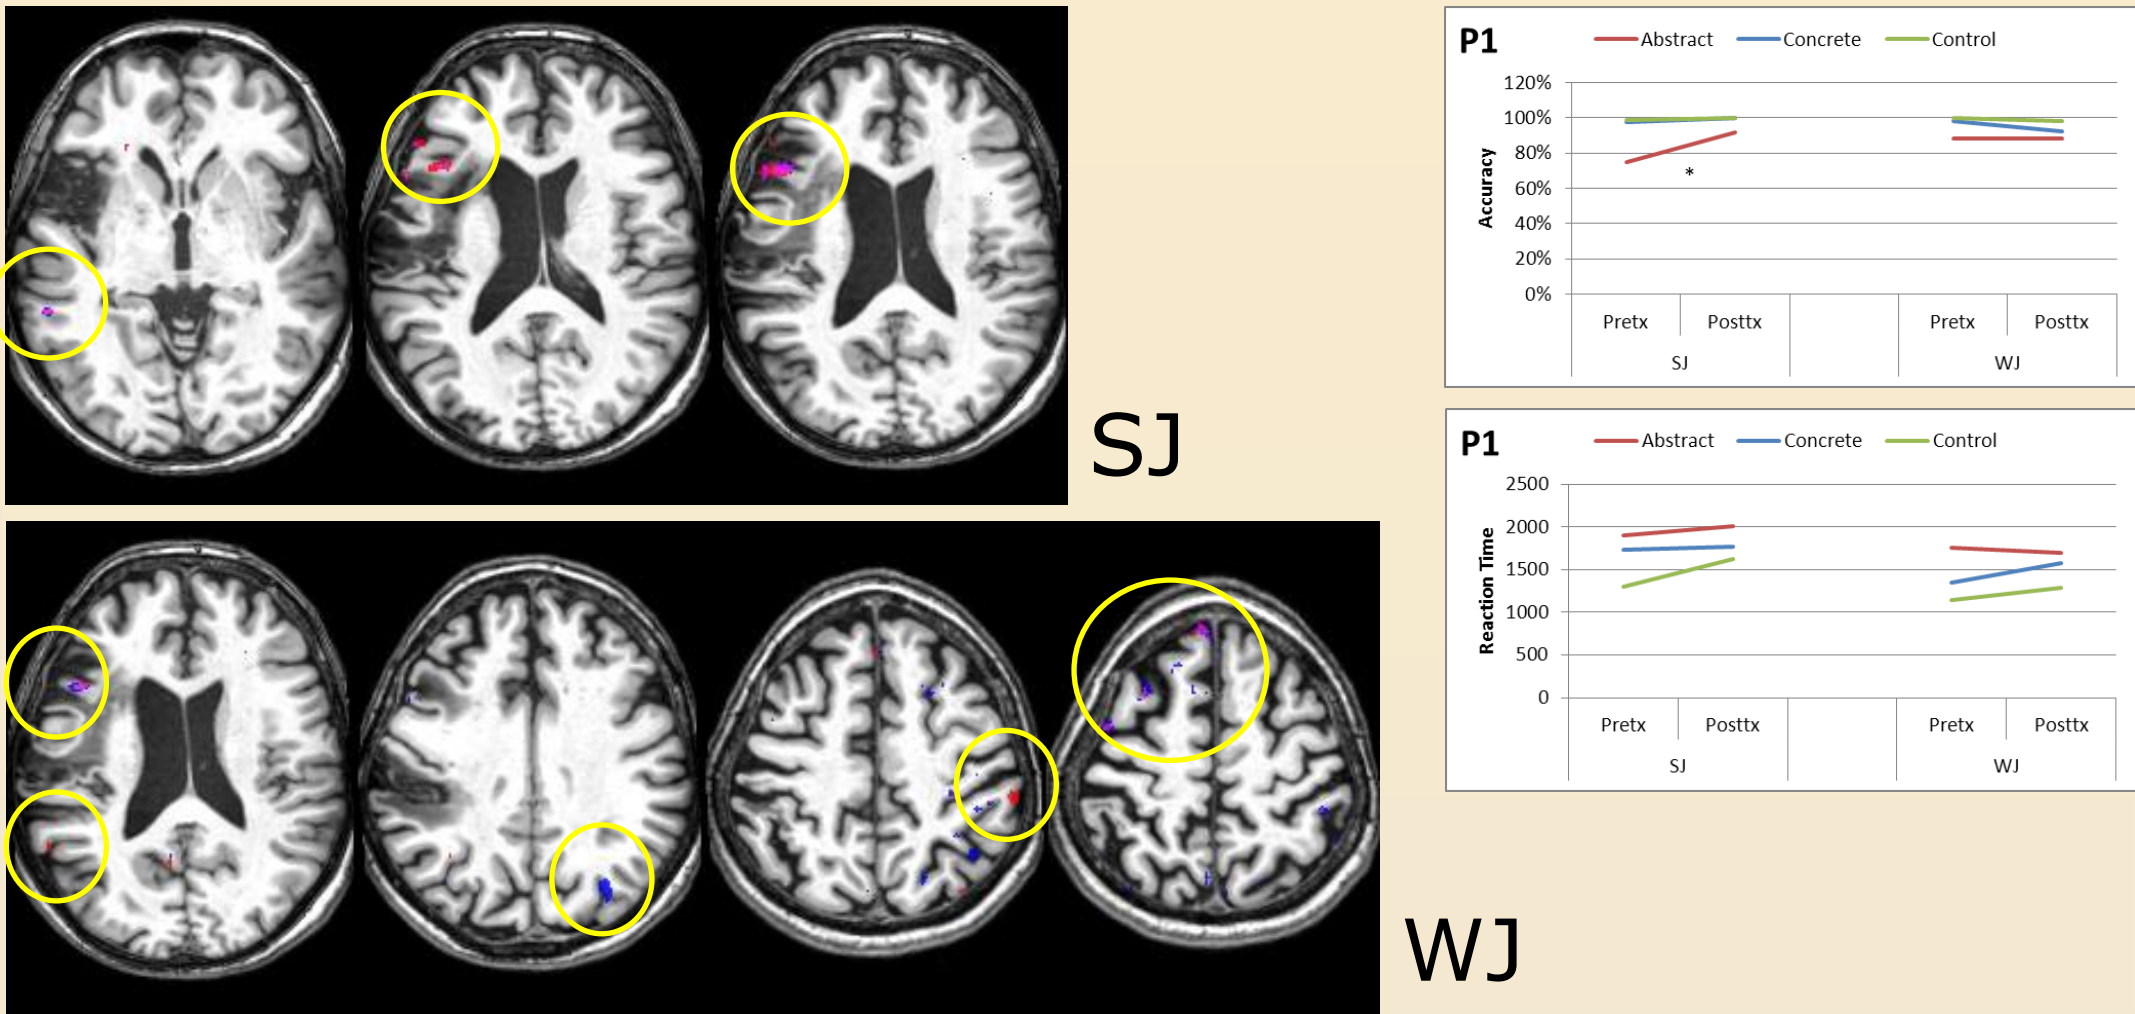 SJ
WJ
P1
Abstract Concrete Control
120%
100%
80%
60%
40%
20%
0%
Accuracy
*
Pretx Posttx Pretx Posttx
SJ WJ
P1
Abstract Concrete Control
2500
2000
1500
1000
500
0
Reaction Time
Pretx Posttx Pretx Posttx
SJ WJ